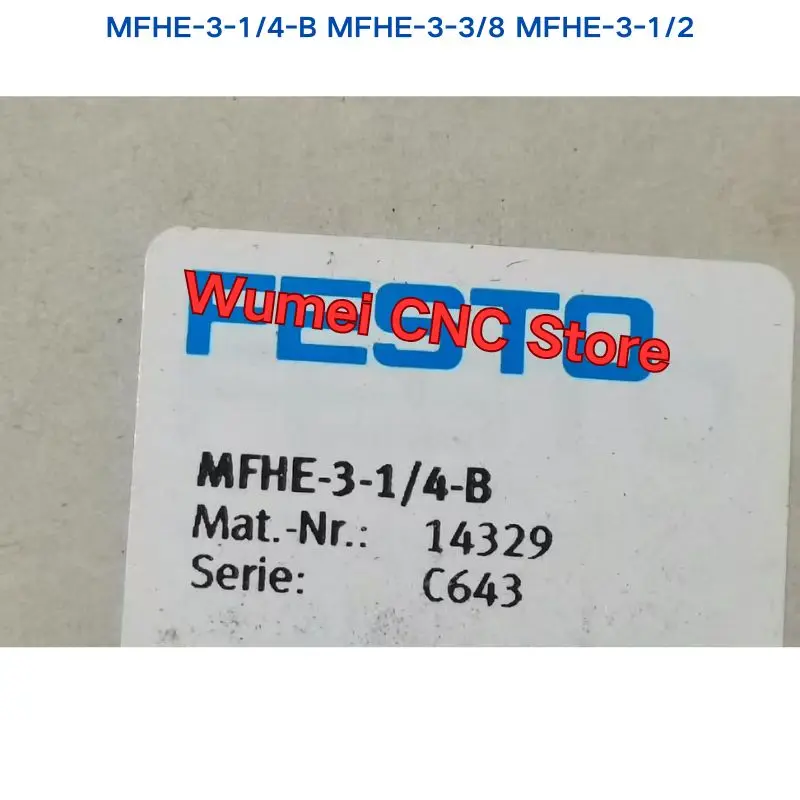 MFHE-3-1/4-B MFHE-3-3/8 MFHE-3-1/2
FESTO
Wumei CNC Store
MFHE-3-1/4-B
Mat.-Nr.: 14329
Serie: C643